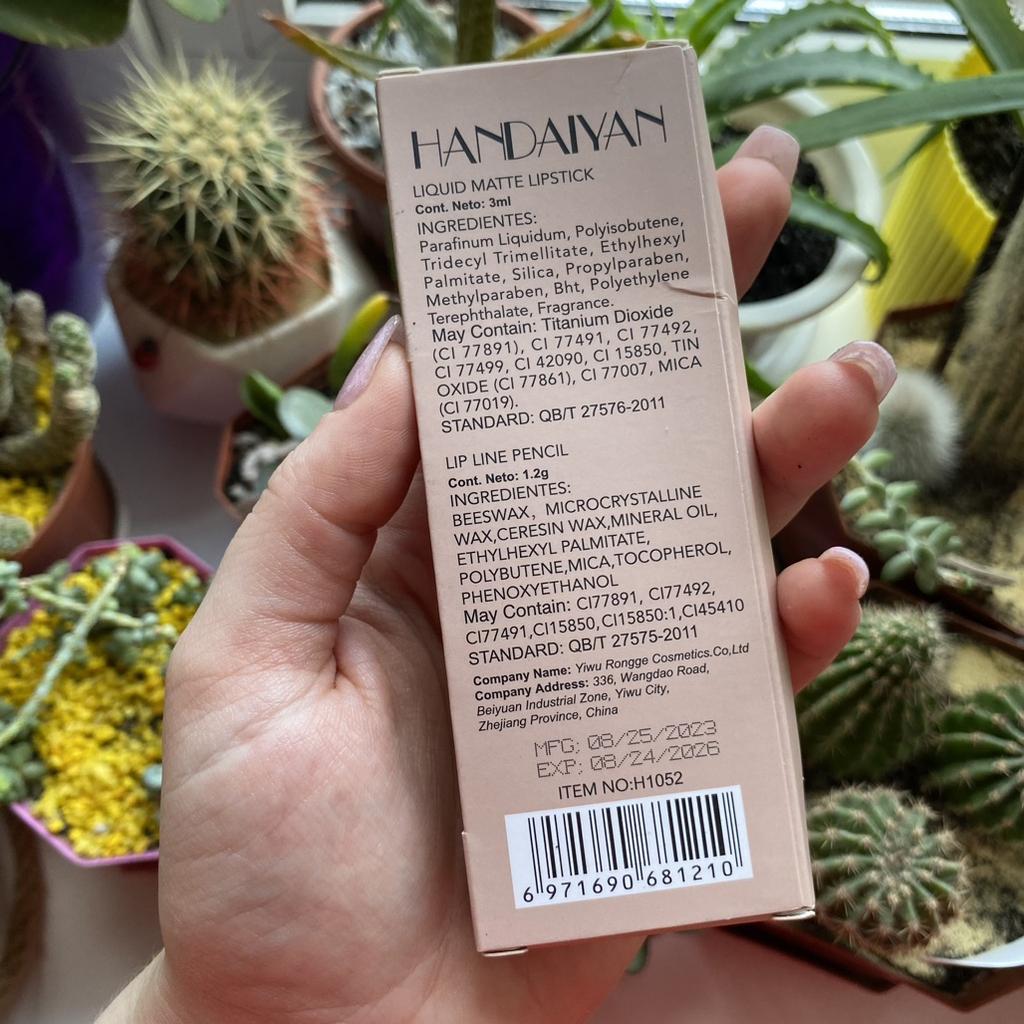 HANDAIYAN
LIQUID MATTE LIPSTICK
Cont. Neto: 3ml
INGREDIENTES:
Parafinum Liquidum, Polyisobutene,
Tridecyl Trimellitate, Ethylhexyl
Palmitate, Silica, Propylparaben,
Methylparaben, Bht, Polyethylene
Terephthalate, Fragrance.
May Contain: Titanium Dioxide
(CI 77891), CI 77491, CI 77492,
CI 77499, CI 42090, CI 15850, TIN
OXIDE (CI 77861), CI 77007, MICA
(CI 77019).
STANDARD: QB/T 27576-2011
LIP LINE PENCIL
Cont. Neto: 1.2g
INGREDIENTES:
BEESWAX, MICROCRYSTALLINE
WAX,CERESIN WAX,MINERAL OIL,
ETHYLHEXYL PALMITATE,
POLYBUTENE,MICA,TOCOPHEROL,
PHENOXYETHANOL
May Contain: CI77891, CI77492,
CI77491,CI15850,CI15850:1,CI45410
STANDARD: QB/T 27575-2011
Company Name: Yiwu Rongge Cosmetics.Co,Ltd
Company Address: 336, Wangdao Road,
Beiyuan Industrial Zone, Yiwu City,
Zhejiang Province, China
MFG: 08/25/2023
EXP: 08/24/2026
ITEM NO:H1052
6 971690 681210